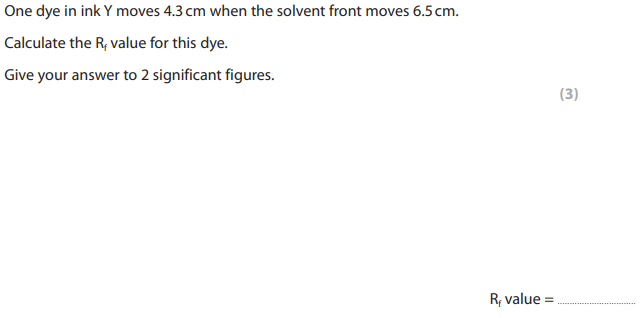 One dye in ink Y moves 4.3 cm when the solvent front moves 6.5 cm.
Calculate the Rf value for this dye.
Give your answer to 2 significant figures.
(3)
Rf value = ..............................